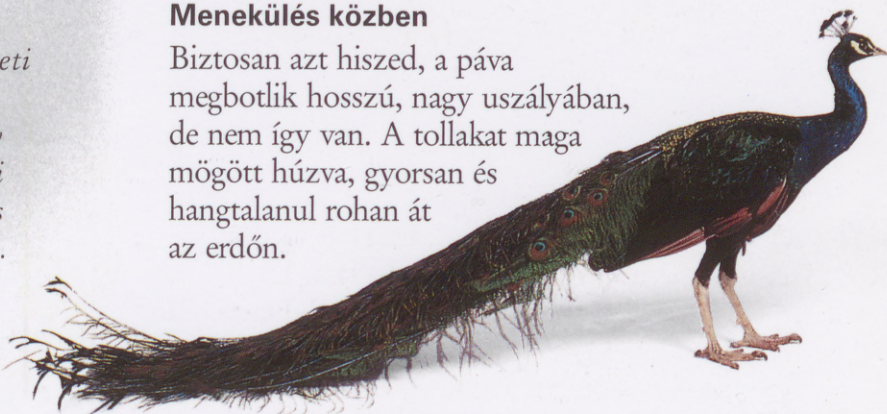 Menekülés közben
Biztosan azt hiszed, a páva
megbotlik hosszú, nagy uszályában,
de nem így van. A tollakat maga
mögött húzva, gyorsan és
hangtalanul rohan át
az erdőn.
eti
i
s
.